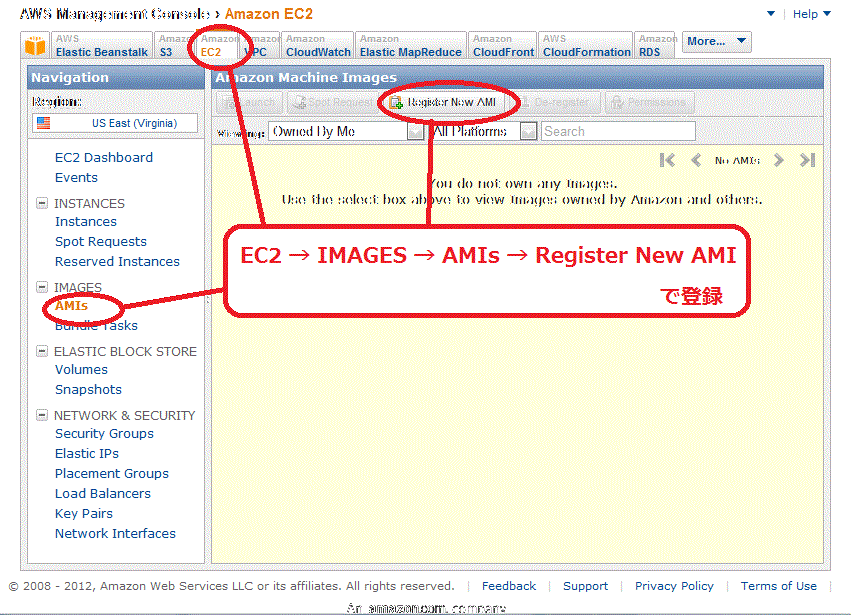 AWS Management Console › Amazon EC2
Help
AWS Elastic Beanstalk
Amazon S3
Amazon EC2
Amazon VPC
Amazon CloudWatch
Amazon Elastic MapReduce
Amazon CloudFront
AWS CloudFormation
Amazon RDS
More...
Navigation
Region:
US East (Virginia)
EC2 Dashboard
Events
INSTANCES
Instances
Spot Requests
Reserved Instances
IMAGES
AMIs
Bundle Tasks
ELASTIC BLOCK STORE
Volumes
Snapshots
NETWORK & SECURITY
Security Groups
Elastic IPs
Placement Groups
Load Balancers
Key Pairs
Network Interfaces
Amazon Machine Images
Launch Spot Request Register New AMI De-register Permissions
Viewing: Owned By Me All Platforms Search
No AMIs
You do not own any Images.
Use the select box above to view Images owned by Amazon and others.
EC2 → IMAGES → AMIs → Register New AMI
で登録
© 2008 - 2012, Amazon Web Services LLC or its affiliates. All rights reserved. | Feedback | Support | Privacy Policy | Terms of Use |
An amazon.com company